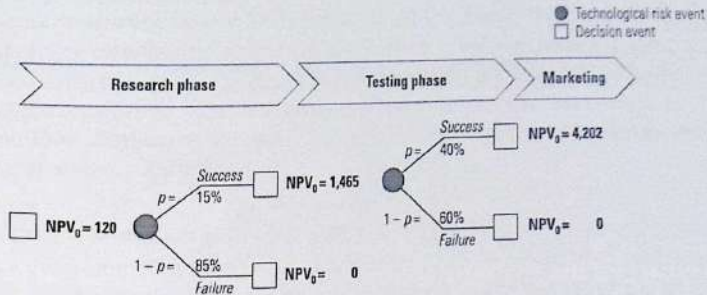 Technological risk event
Decision event
Research phase
Testing phase
Marketing
Success
p= 40%
NPV₀ = 4,202
Success
p= 15%
NPV₀ = 1,465
NPV₀ = 120
1 – p= 60%
Failure
NPV₀ = 0
1 – p= 85%
Failure
NPV₀ = 0